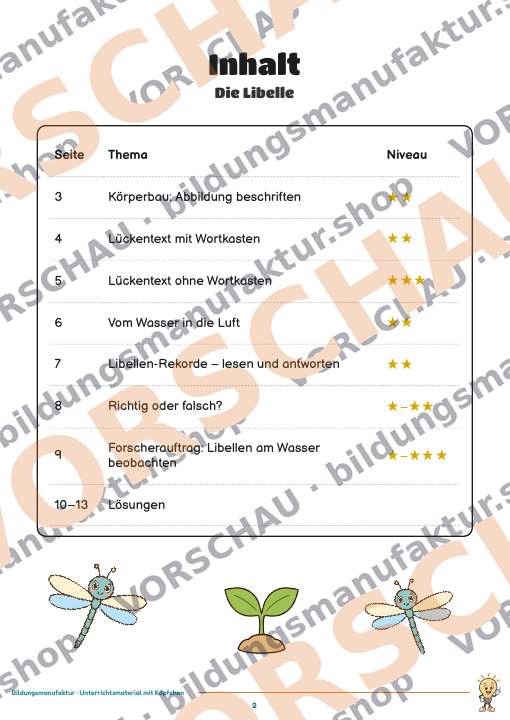 Inhalt
Die Libelle
Seite Thema Niveau
3 Körperbau: Abbildung beschriften ★★
4 Lückentext mit Wortkasten ★★
5 Lückentext ohne Wortkasten ★★★
6 Vom Wasser in die Luft ★★
7 Libellen-Rekorde – lesen und antworten ★★
8 Richtig oder falsch? ★–★★
9 Forscherauftrag: Libellen am Wasser
beobachten ★–★★★
10–13 Lösungen
Bildungsmanufaktur · Unterrichtsmaterial mit Köpfchen
2
VORSCHAU · bildungsmanufaktur.shop
VORSCHAU